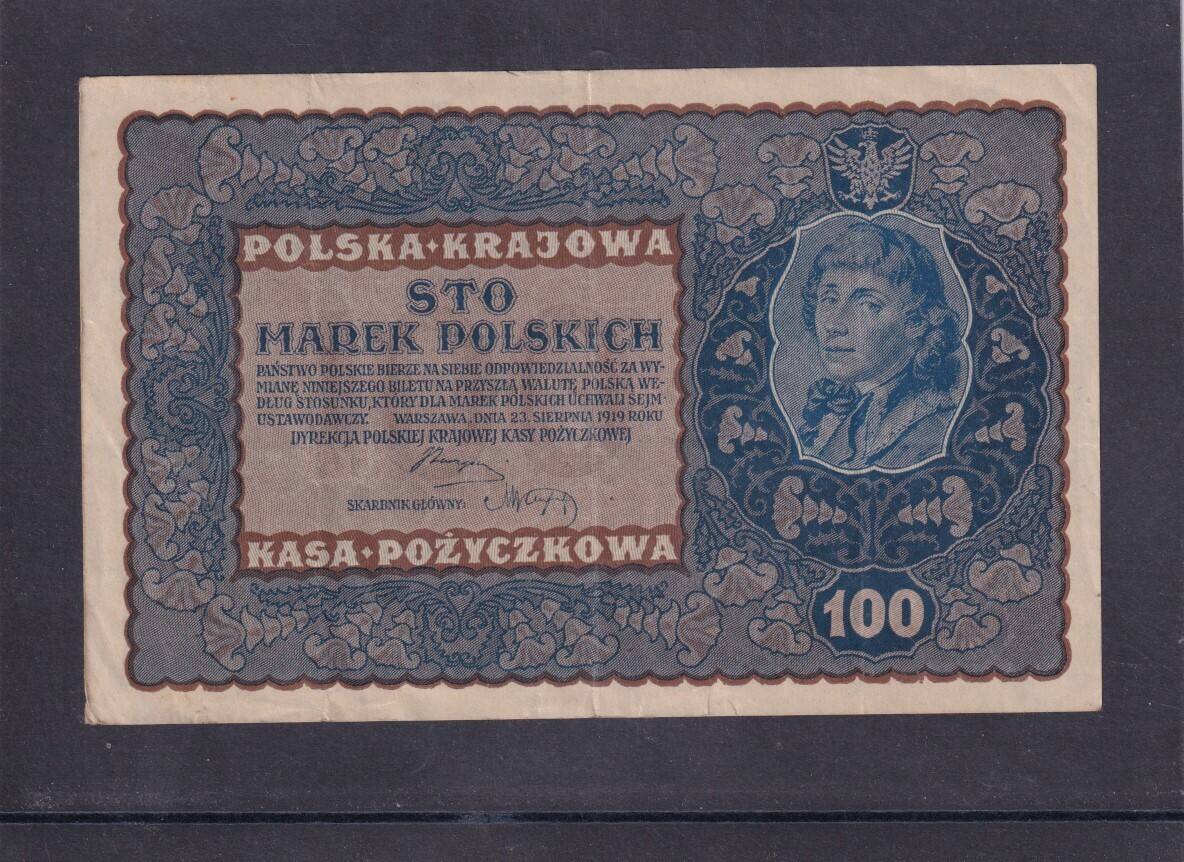 POLSKA·KRAJOWA
STO
MAREK POLSKICH
PAŃSTWO POLSKIE BIERZE NA SIEBIE ODPOWIEDZIALNOŚĆ ZA WY-
MIANĘ NINIEJSZEGO BILETU NA PRZYSZŁĄ WALUTĘ POLSKĄ WE-
DŁUG STOSUNKU, KTÓRY DLA MAREK POLSKICH UCHWALI SEJM-
USTAWODAWCZY. WARSZAWA, DNIA 23. SIERPNIA 1919 ROKU
DYREKCJA POLSKIEJ KRAJOWEJ KASY POŻYCZKOWEJ
SKARBNIK GŁÓWNY:
KASA·POŻYCZKOWA
100